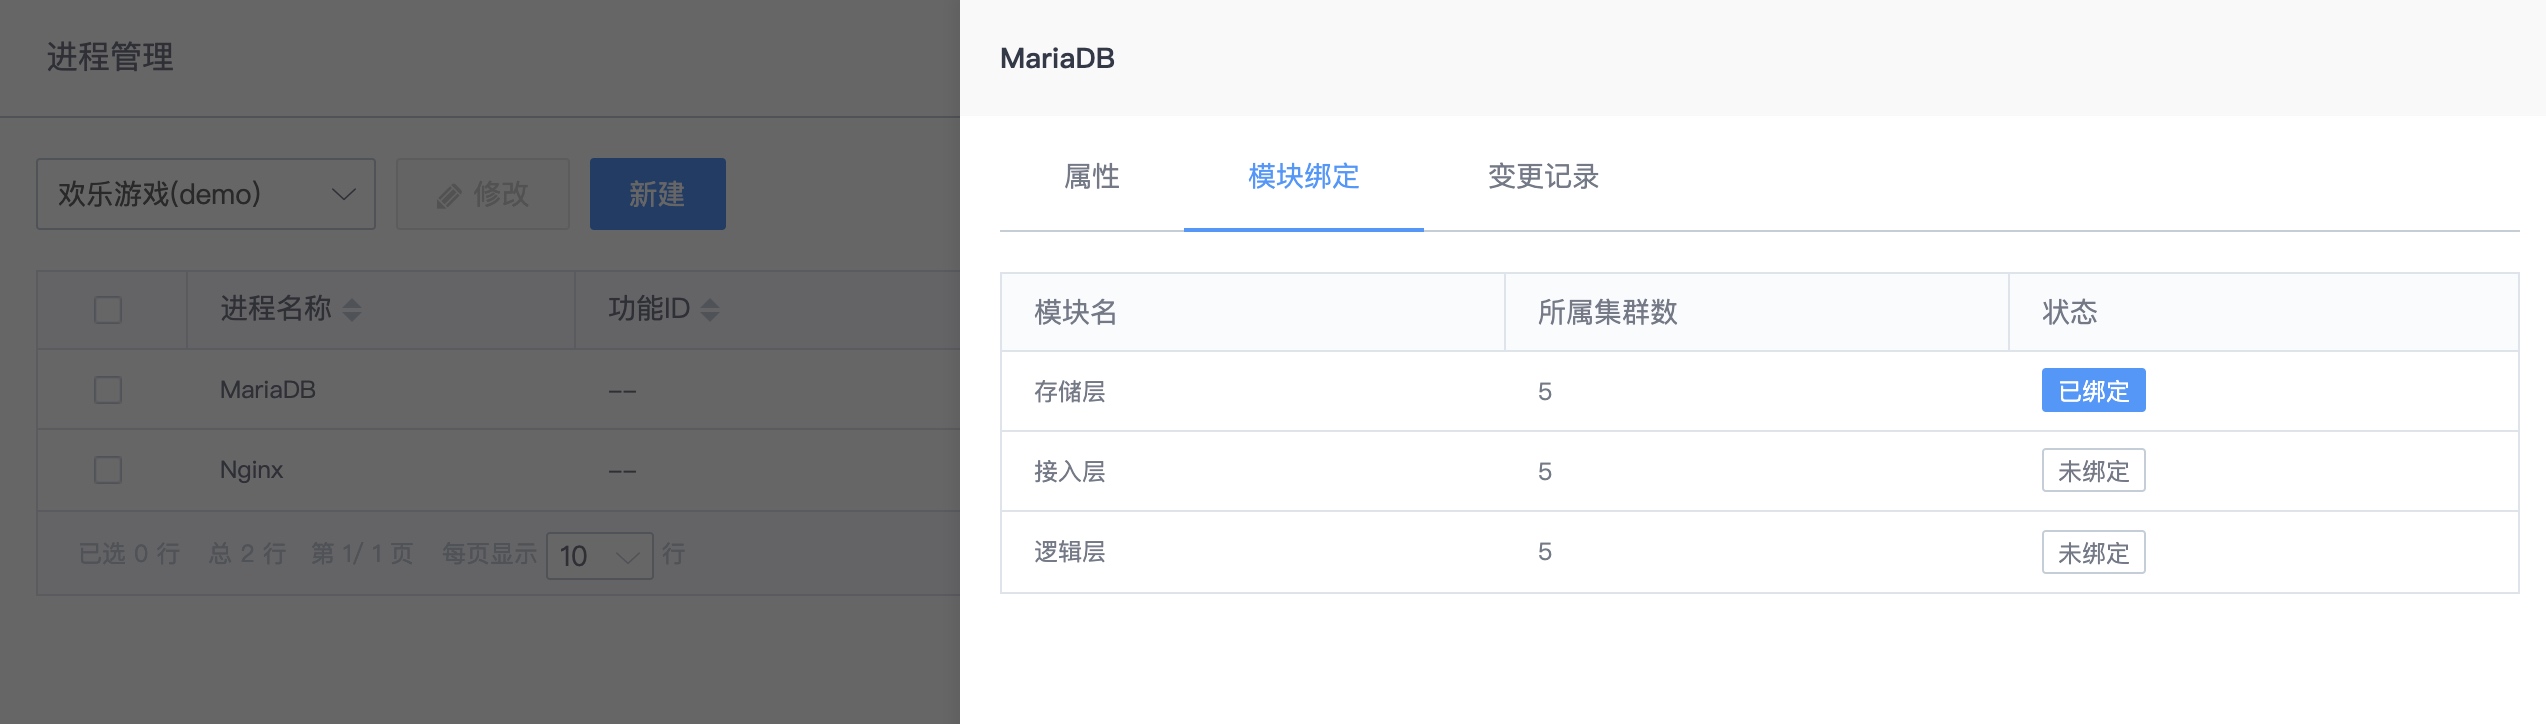 进程管理
欢乐游戏(demo) 修改 新建
进程名称 功能ID
MariaDB --
Nginx --
已选 0 行 总 2 行 第 1/ 1 页 每页显示 10 行
MariaDB
属性 模块绑定 变更记录
模块名 所属集群数 状态
存储层 5 已绑定
接入层 5 未绑定
逻辑层 5 未绑定